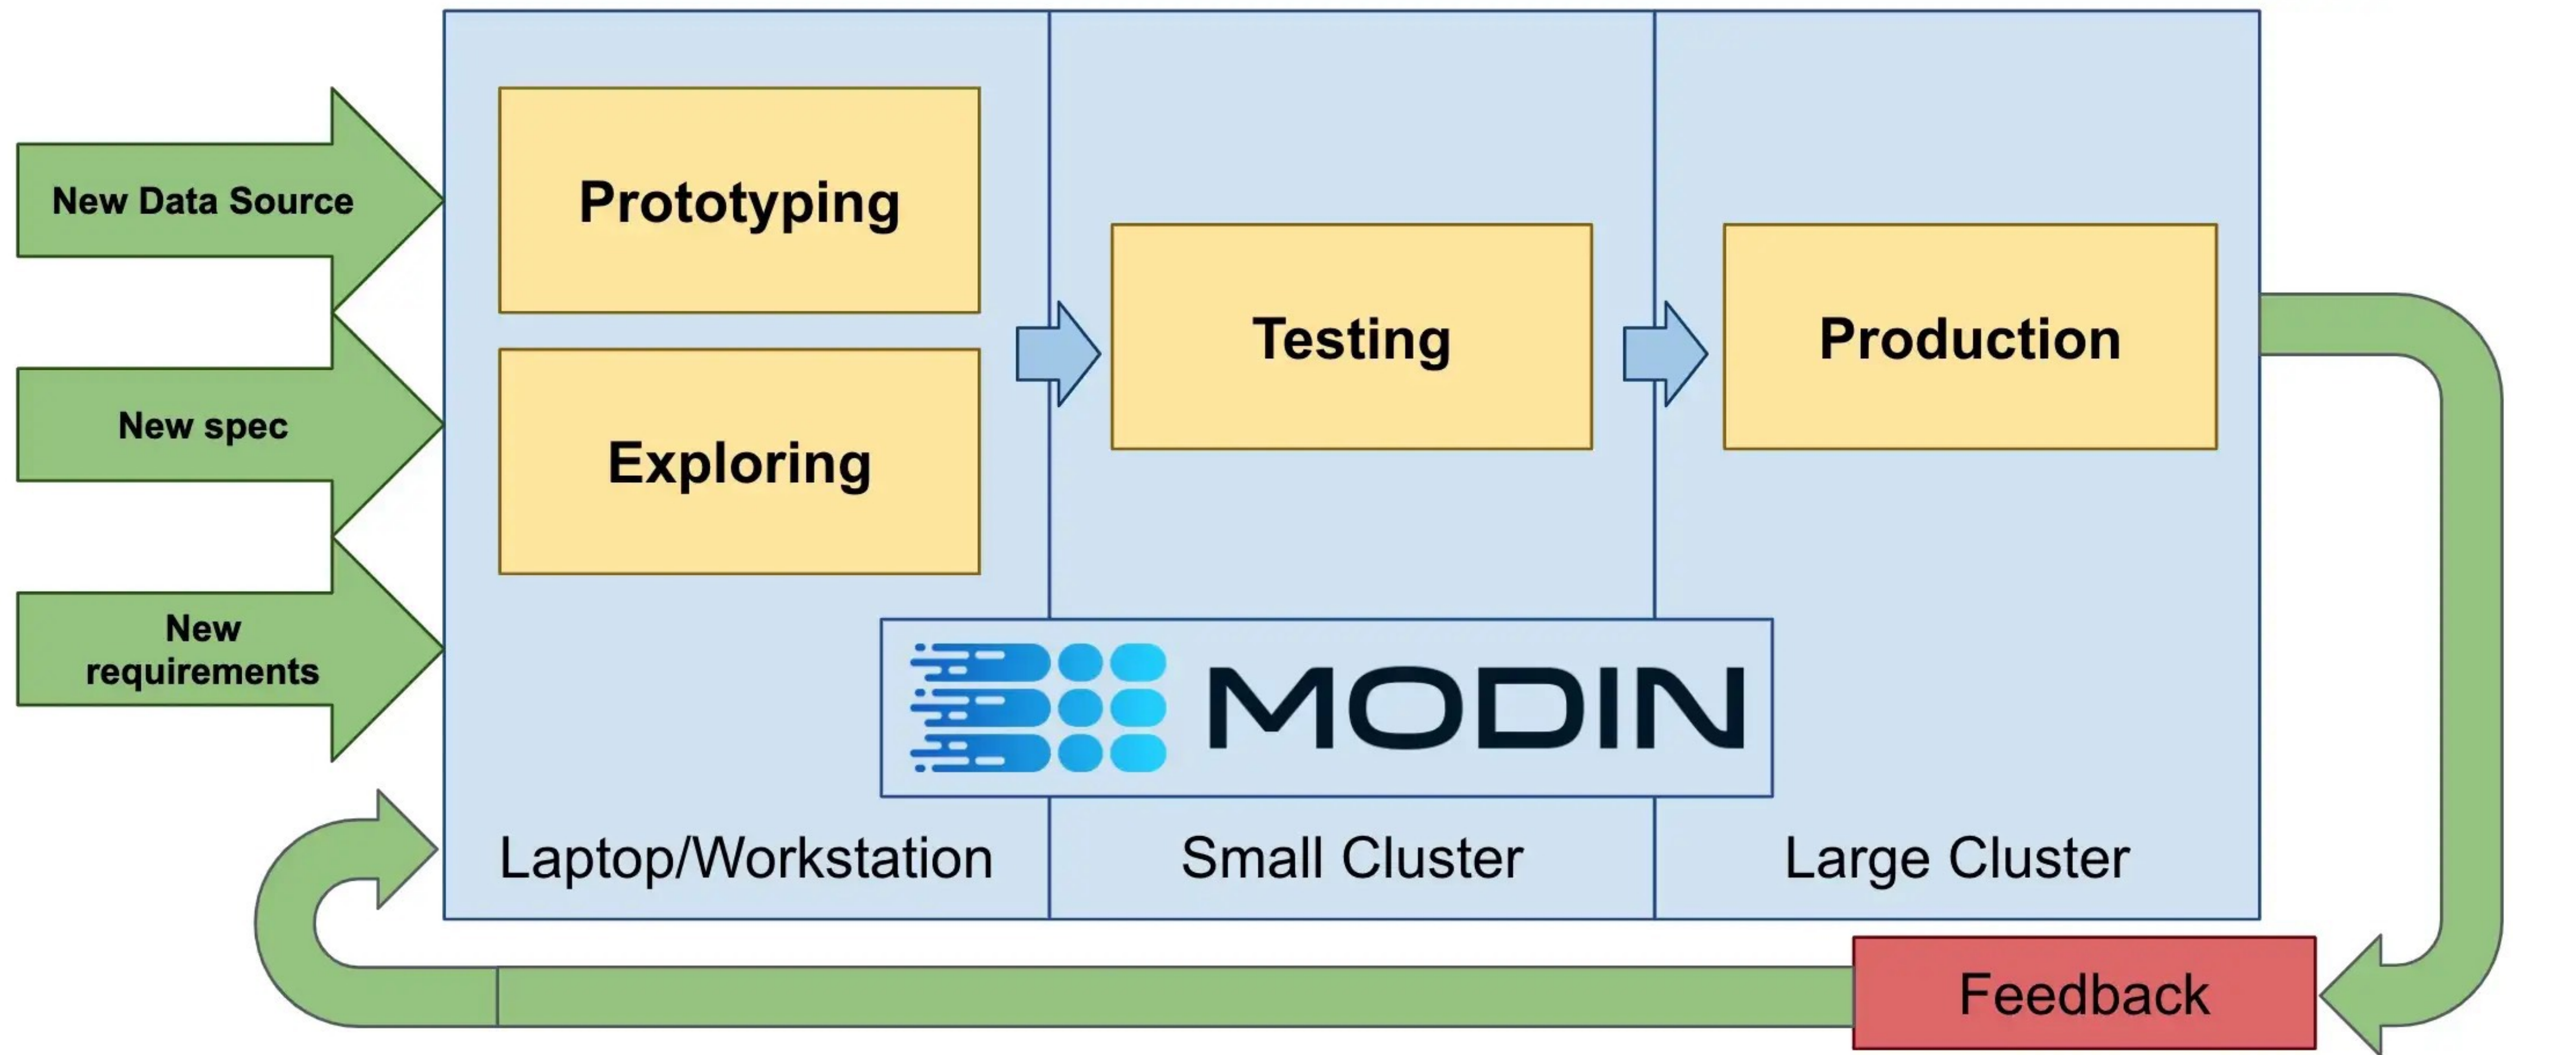 New Data Source
New spec
New
requirements
Prototyping
Exploring
Testing
Production
MODIN
Laptop/Workstation
Small Cluster
Large Cluster
Feedback